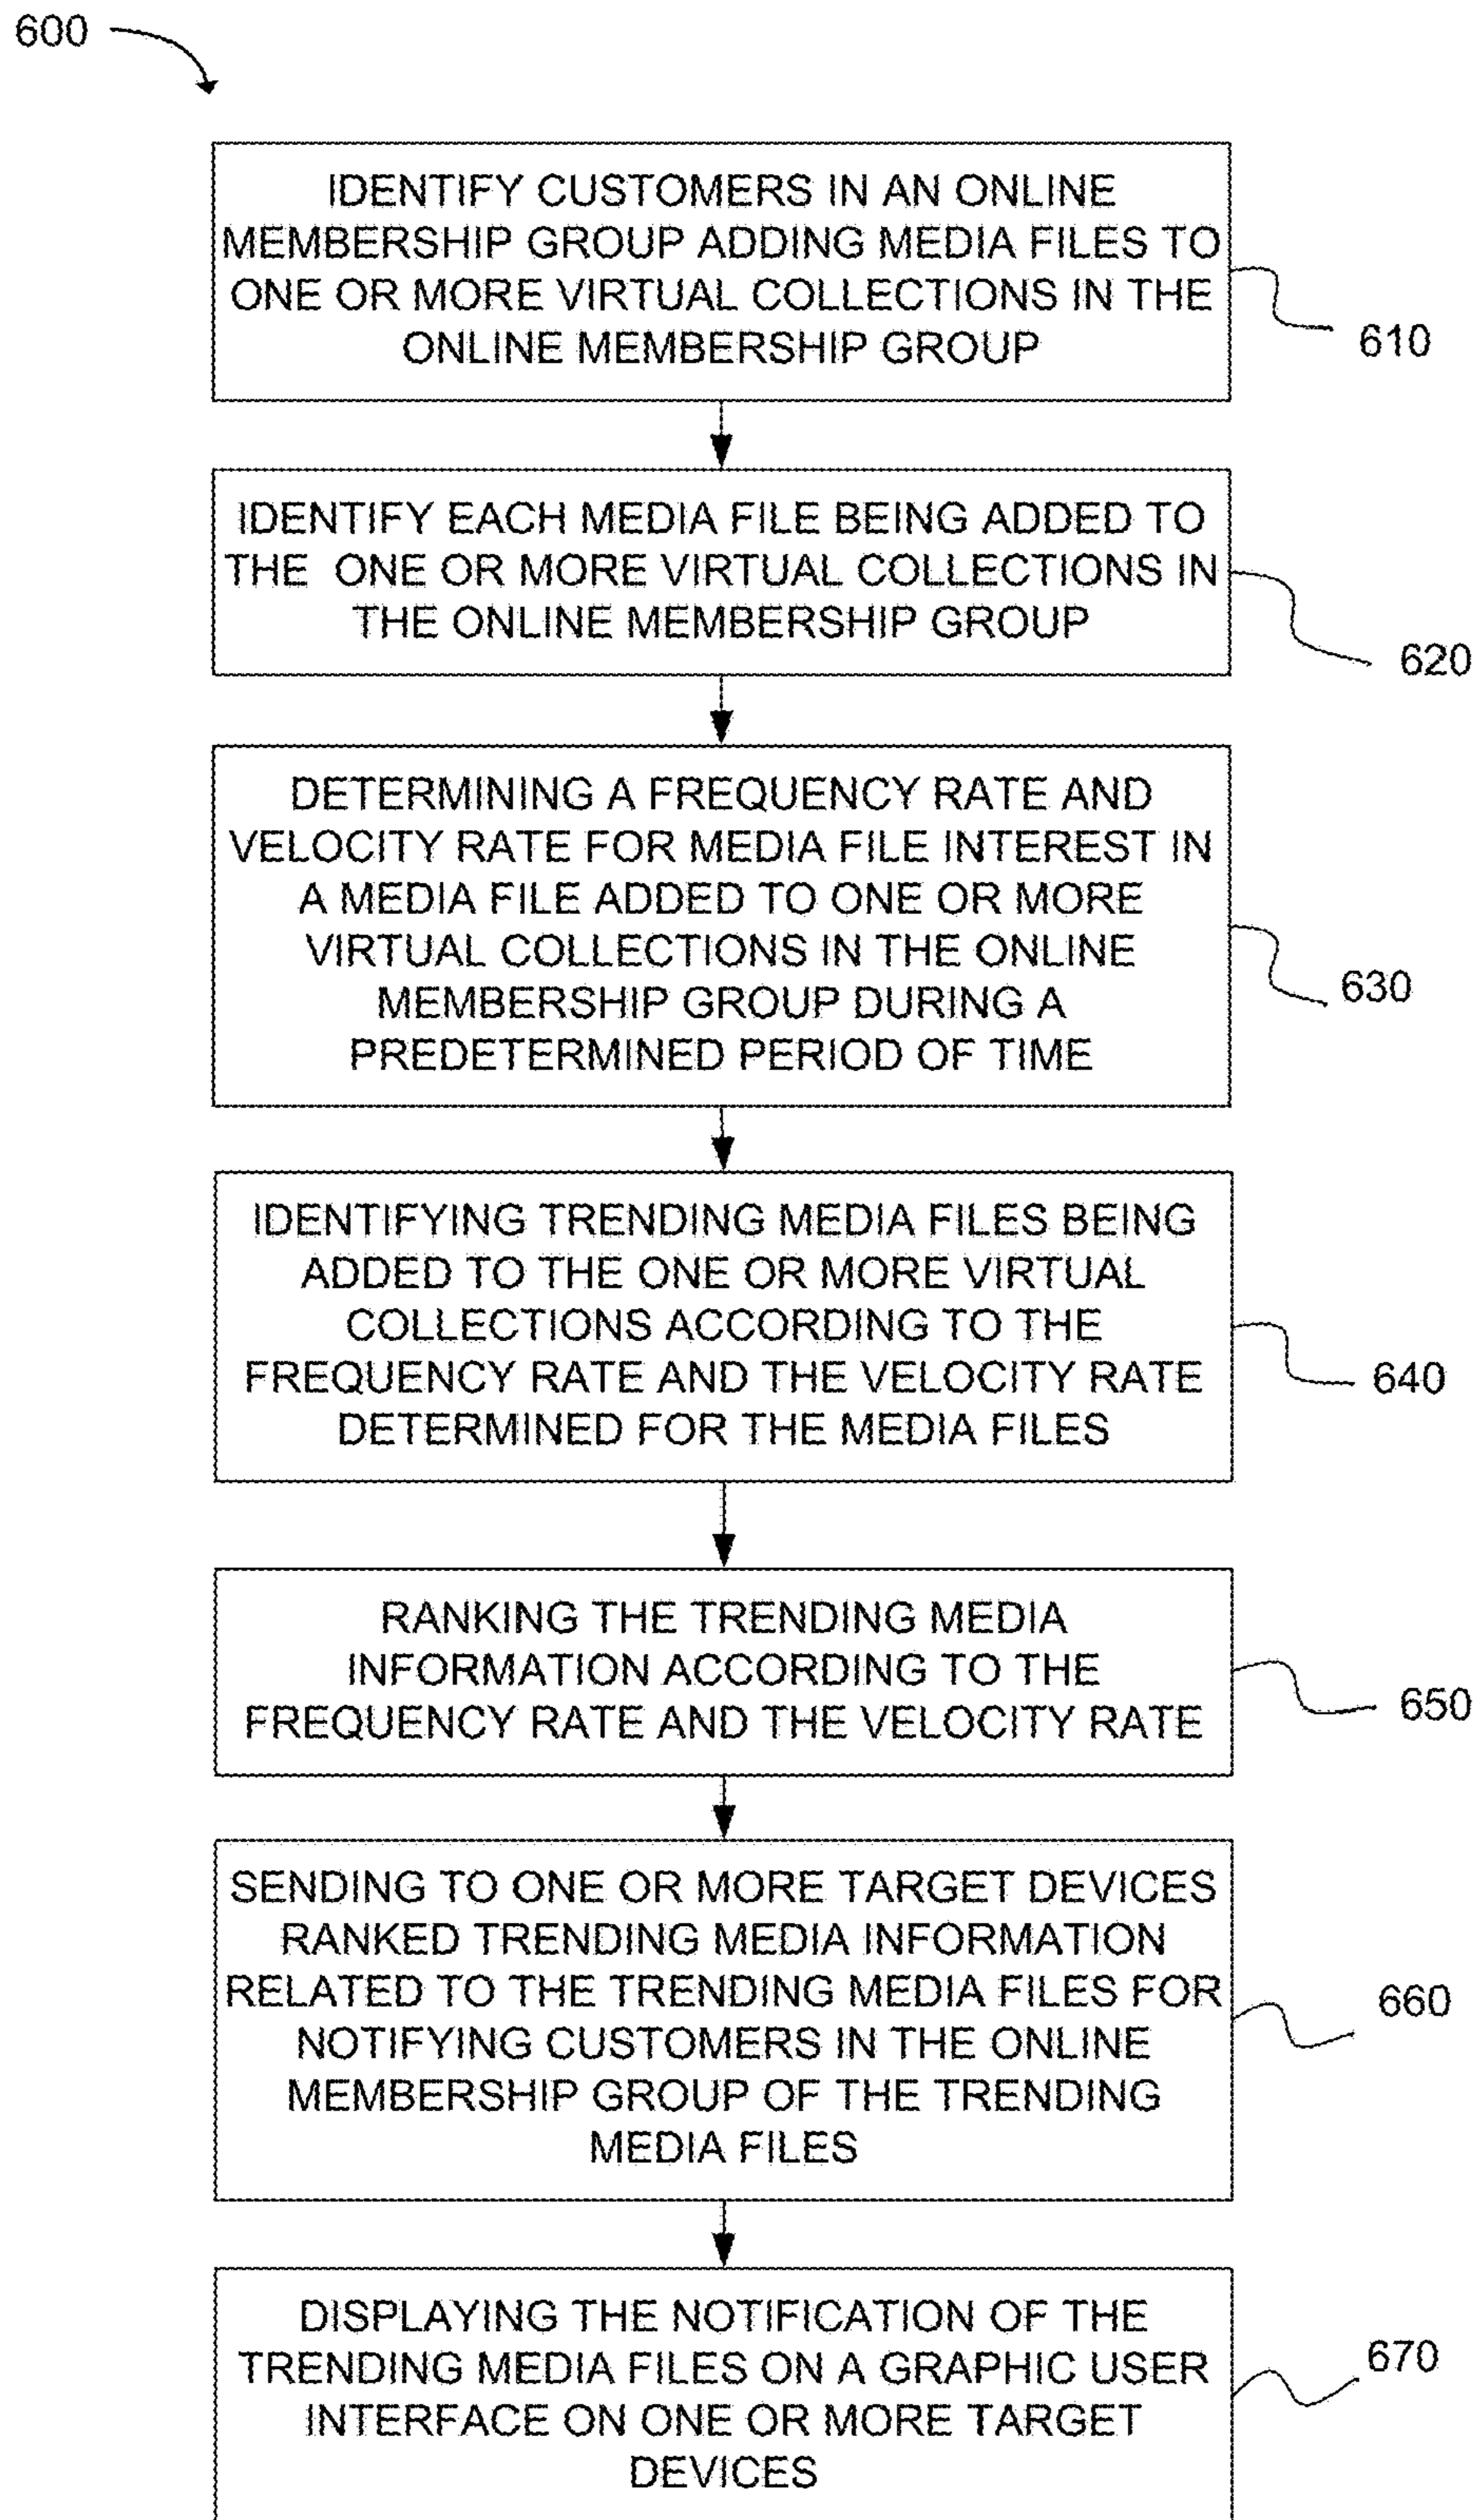 600
IDENTIFY CUSTOMERS IN AN ONLINE
MEMBERSHIP GROUP ADDING MEDIA FILES TO
ONE OR MORE VIRTUAL COLLECTIONS IN THE
ONLINE MEMBERSHIP GROUP
610
IDENTIFY EACH MEDIA FILE BEING ADDED TO
THE ONE OR MORE VIRTUAL COLLECTIONS IN
THE ONLINE MEMBERSHIP GROUP
620
DETERMINING A FREQUENCY RATE AND
VELOCITY RATE FOR MEDIA FILE INTEREST IN
A MEDIA FILE ADDED TO ONE OR MORE
VIRTUAL COLLECTIONS IN THE ONLINE
MEMBERSHIP GROUP DURING A
PREDETERMINED PERIOD OF TIME
630
IDENTIFYING TRENDING MEDIA FILES BEING
ADDED TO THE ONE OR MORE VIRTUAL
COLLECTIONS ACCORDING TO THE
FREQUENCY RATE AND THE VELOCITY RATE
DETERMINED FOR THE MEDIA FILES
640
RANKING THE TRENDING MEDIA
INFORMATION ACCORDING TO THE
FREQUENCY RATE AND THE VELOCITY RATE
650
SENDING TO ONE OR MORE TARGET DEVICES
RANKED TRENDING MEDIA INFORMATION
RELATED TO THE TRENDING MEDIA FILES FOR
NOTIFYING CUSTOMERS IN THE ONLINE
MEMBERSHIP GROUP OF THE TRENDING
MEDIA FILES
660
DISPLAYING THE NOTIFICATION OF THE
TRENDING MEDIA FILES ON A GRAPHIC USER
INTERFACE ON ONE OR MORE TARGET
DEVICES
670